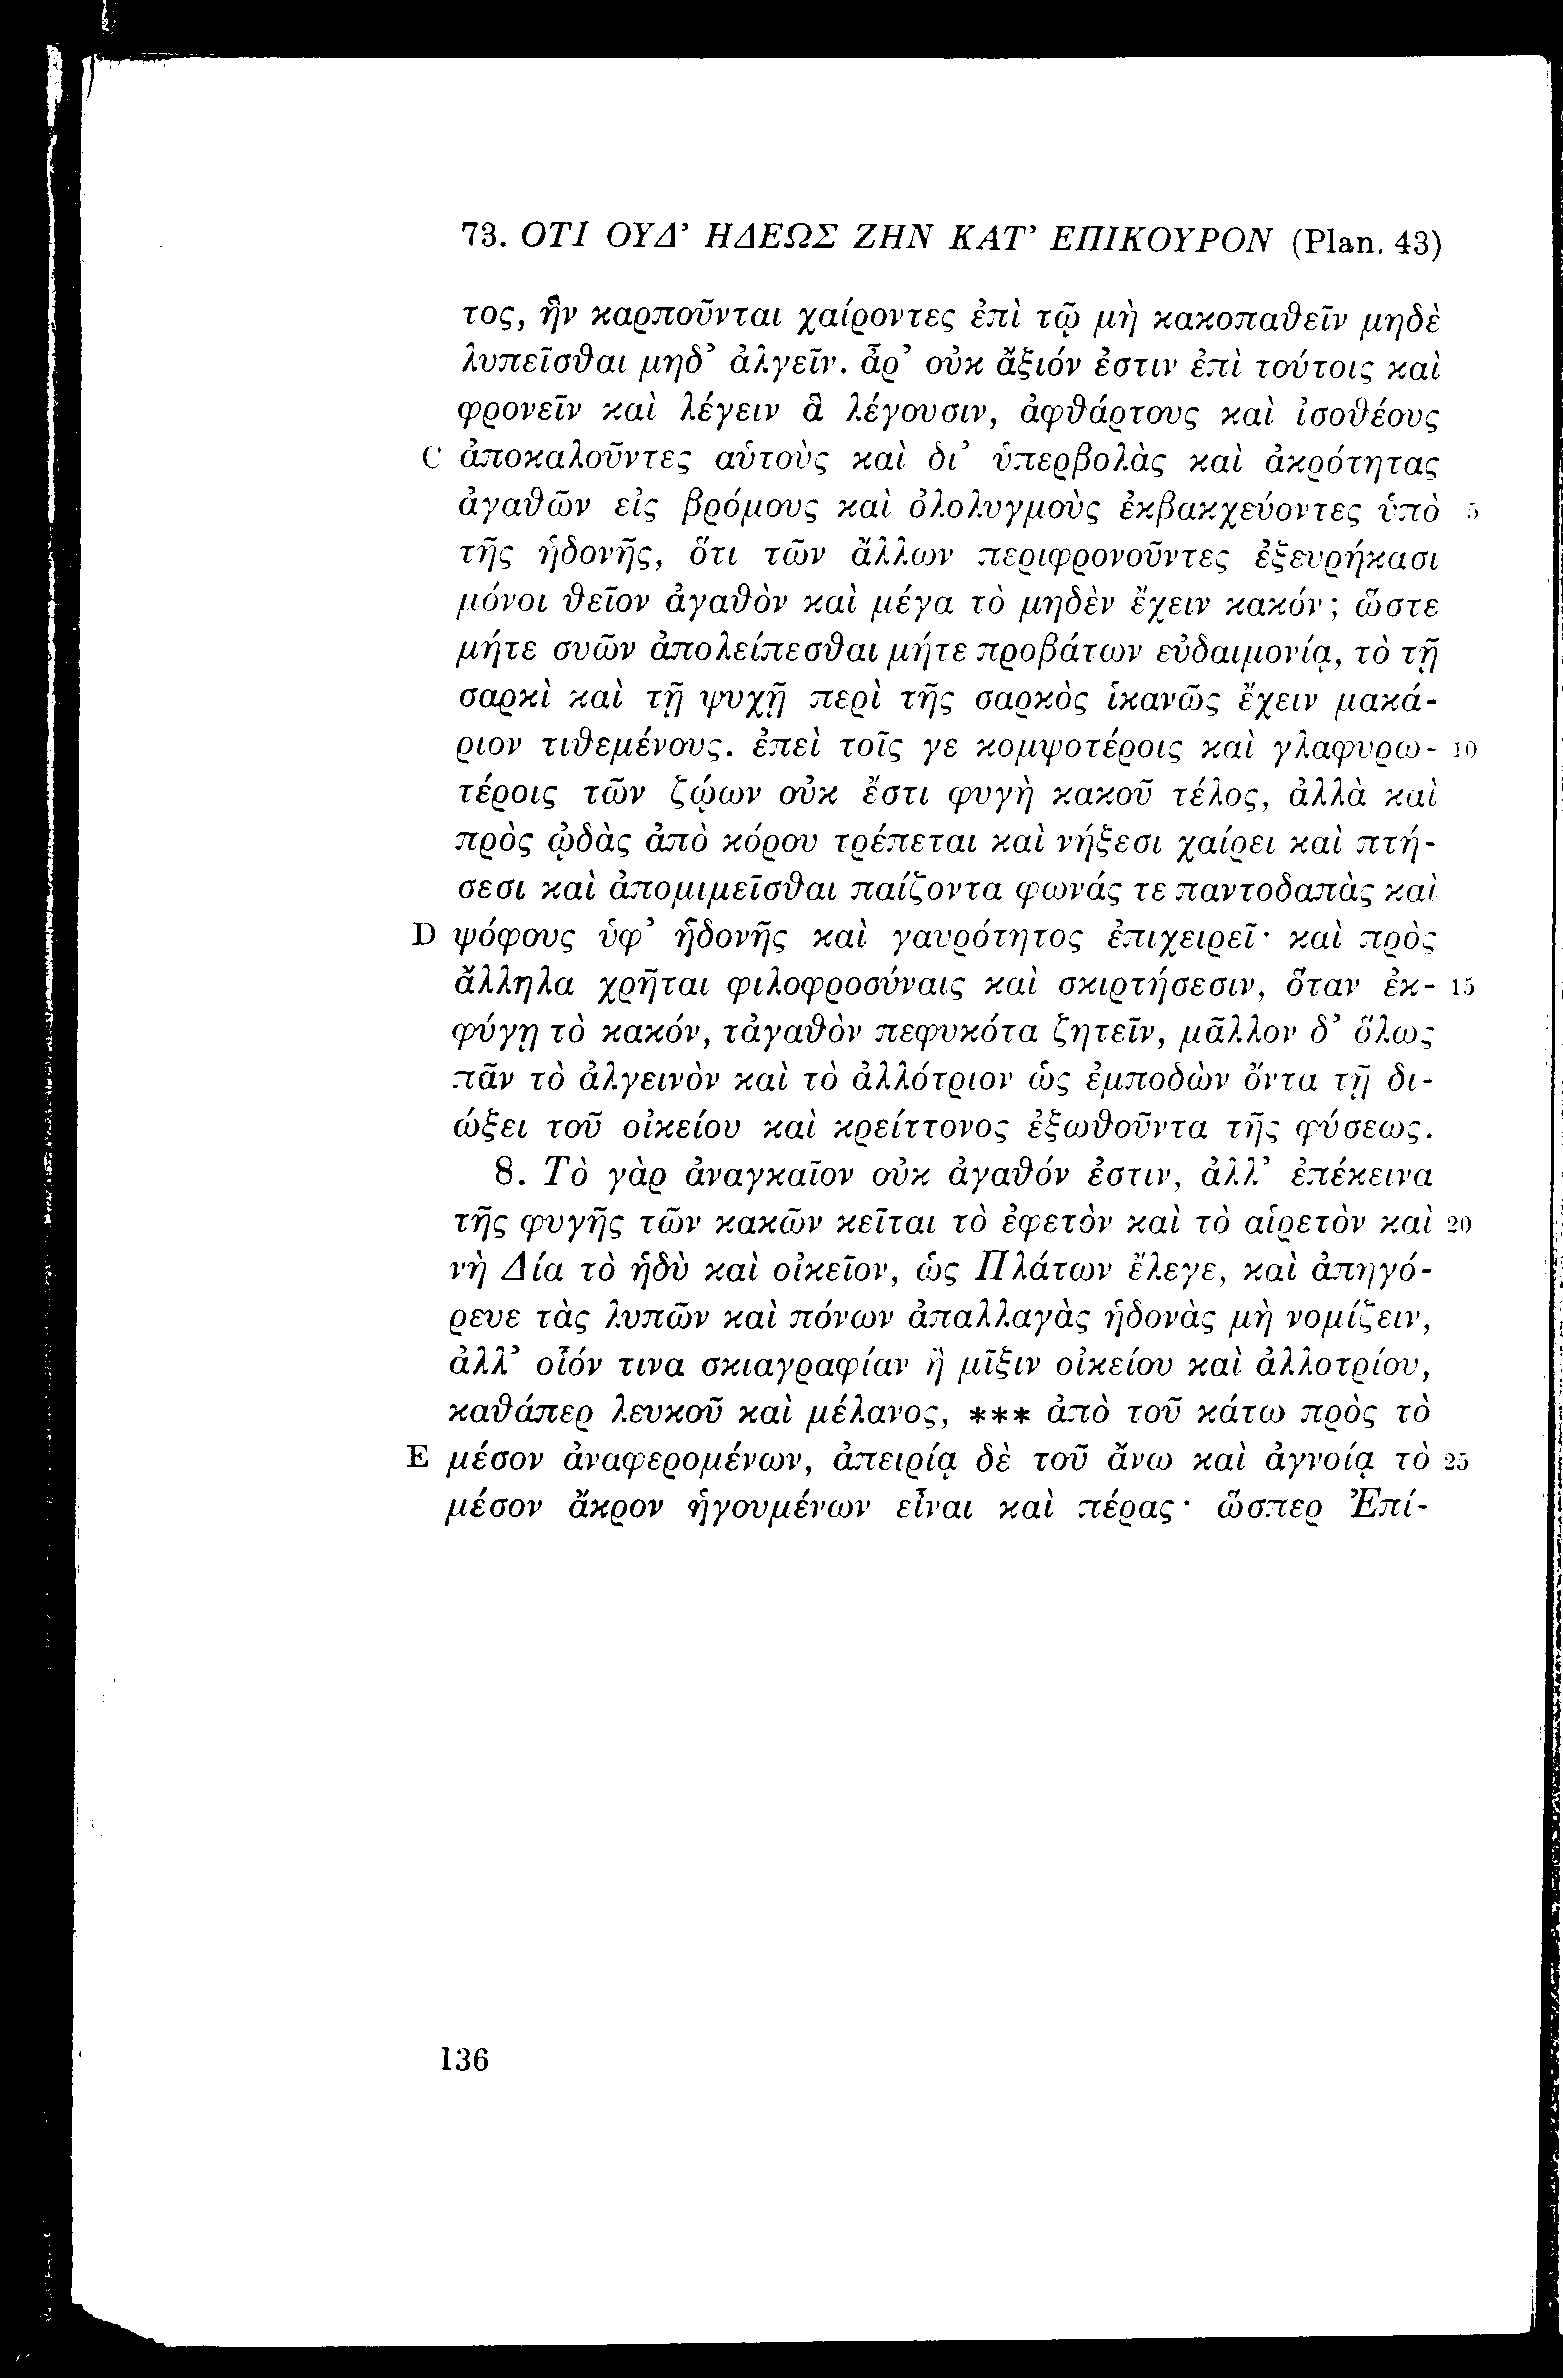 73. ΟΤΙ ΟΥΔ’ ΗΔΕΩΣ ΖΗΝ ΚΑΤ’ ΕΠΙΚΟΥΡΟΝ (Plan. 43)
τος, ἣν καρποῦνται χαίροντες ἐπὶ τῷ μὴ κακοπαθεῖν μηδὲ
λυπεῖσθαι μηδ’ ἀλγεῖν. ἆρ’ οὐκ ἄξιόν ἐστιν ἐπὶ τούτοις καὶ
φρονεῖν καὶ λέγειν ἃ λέγουσιν, ἀφθάρτους καὶ ἰσοθέους
C ἀποκαλοῦντες αὑτοὺς καὶ δι’ ὑπερβολὰς καὶ ἀκρότητας
ἀγαθῶν εἰς βρόμους καὶ ὀλολυγμοὺς ἐκβακχεύοντες ὑπὸ 5
τῆς ἡδονῆς, ὅτι τῶν ἄλλων περιφρονοῦντες ἐξευρήκασι
μόνοι θεῖον ἀγαθὸν καὶ μέγα τὸ μηδὲν ἔχειν κακόν; ὥστε
μήτε συῶν ἀπολείπεσθαι μήτε προβάτων εὐδαιμονίᾳ, τὸ τῇ
σαρκὶ καὶ τῇ ψυχῇ περὶ τῆς σαρκὸς ἱκανῶς ἔχειν μακά-
ριον τιθεμένους. ἐπεὶ τοῖς γε κομψοτέροις καὶ γλαφυρω- 10
τέροις τῶν ζῴων οὐκ ἔστι φυγὴ κακοῦ τέλος, ἀλλὰ καὶ
πρὸς ᾠδὰς ἀπὸ κόρου τρέπεται καὶ νήξεσι χαίρει καὶ πτή-
σεσι καὶ ἀπομιμεῖσθαι παίζοντα φωνάς τε παντοδαπὰς καὶ
D ψόφους ὑφ’ ἡδονῆς καὶ γαυρότητος ἐπιχειρεῖ· καὶ πρὸς
ἄλληλα χρῆται φιλοφροσύναις καὶ σκιρτήσεσιν, ὅταν ἐκ- 15
φύγῃ τὸ κακόν, τἀγαθὸν πεφυκότα ζητεῖν, μᾶλλον δ’ ὅλως
πᾶν τὸ ἀλγεινὸν καὶ τὸ ἀλλότριον ὡς ἐμποδὼν ὄντα τῇ δι-
ώξει τοῦ οἰκείου καὶ κρείττονος ἐξωθοῦντα τῆς φύσεως.
8. Τὸ γὰρ ἀναγκαῖον οὐκ ἀγαθόν ἐστιν, ἀλλ’ ἐπέκεινα
τῆς φυγῆς τῶν κακῶν κεῖται τὸ ἐφετὸν καὶ τὸ αἱρετὸν καὶ 20
νὴ Δία τὸ ἡδὺ καὶ οἰκεῖον, ὡς Πλάτων ἔλεγε, καὶ ἀπηγό-
ρευε τὰς λυπῶν καὶ πόνων ἀπαλλαγὰς ἡδονὰς μὴ νομίζειν,
ἀλλ’ οἷόν τινα σκιαγραφίαν ἢ μῖξιν οἰκείου καὶ ἀλλοτρίου,
καθάπερ λευκοῦ καὶ μέλανος, *** ἀπὸ τοῦ κάτω πρὸς τὸ
E μέσον ἀναφερομένων, ἀπειρίᾳ δὲ τοῦ ἄνω καὶ ἀγνοίᾳ τὸ 25
μέσον ἄκρον ἡγουμένων εἶναι καὶ πέρας· ὥσπερ Ἐπί-
136